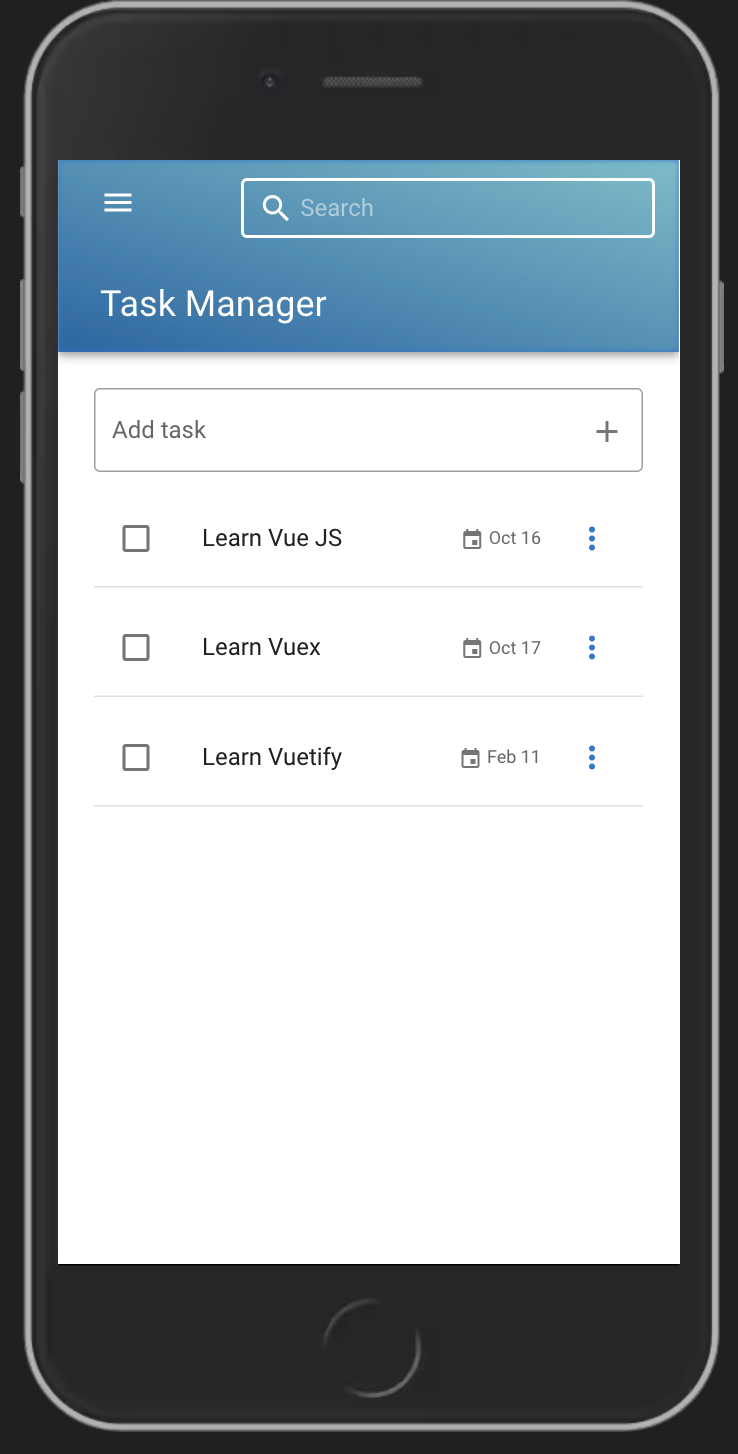 Search
Task Manager
Add task
Learn Vue JS Oct 16
Learn Vuex Oct 17
Learn Vuetify Feb 11